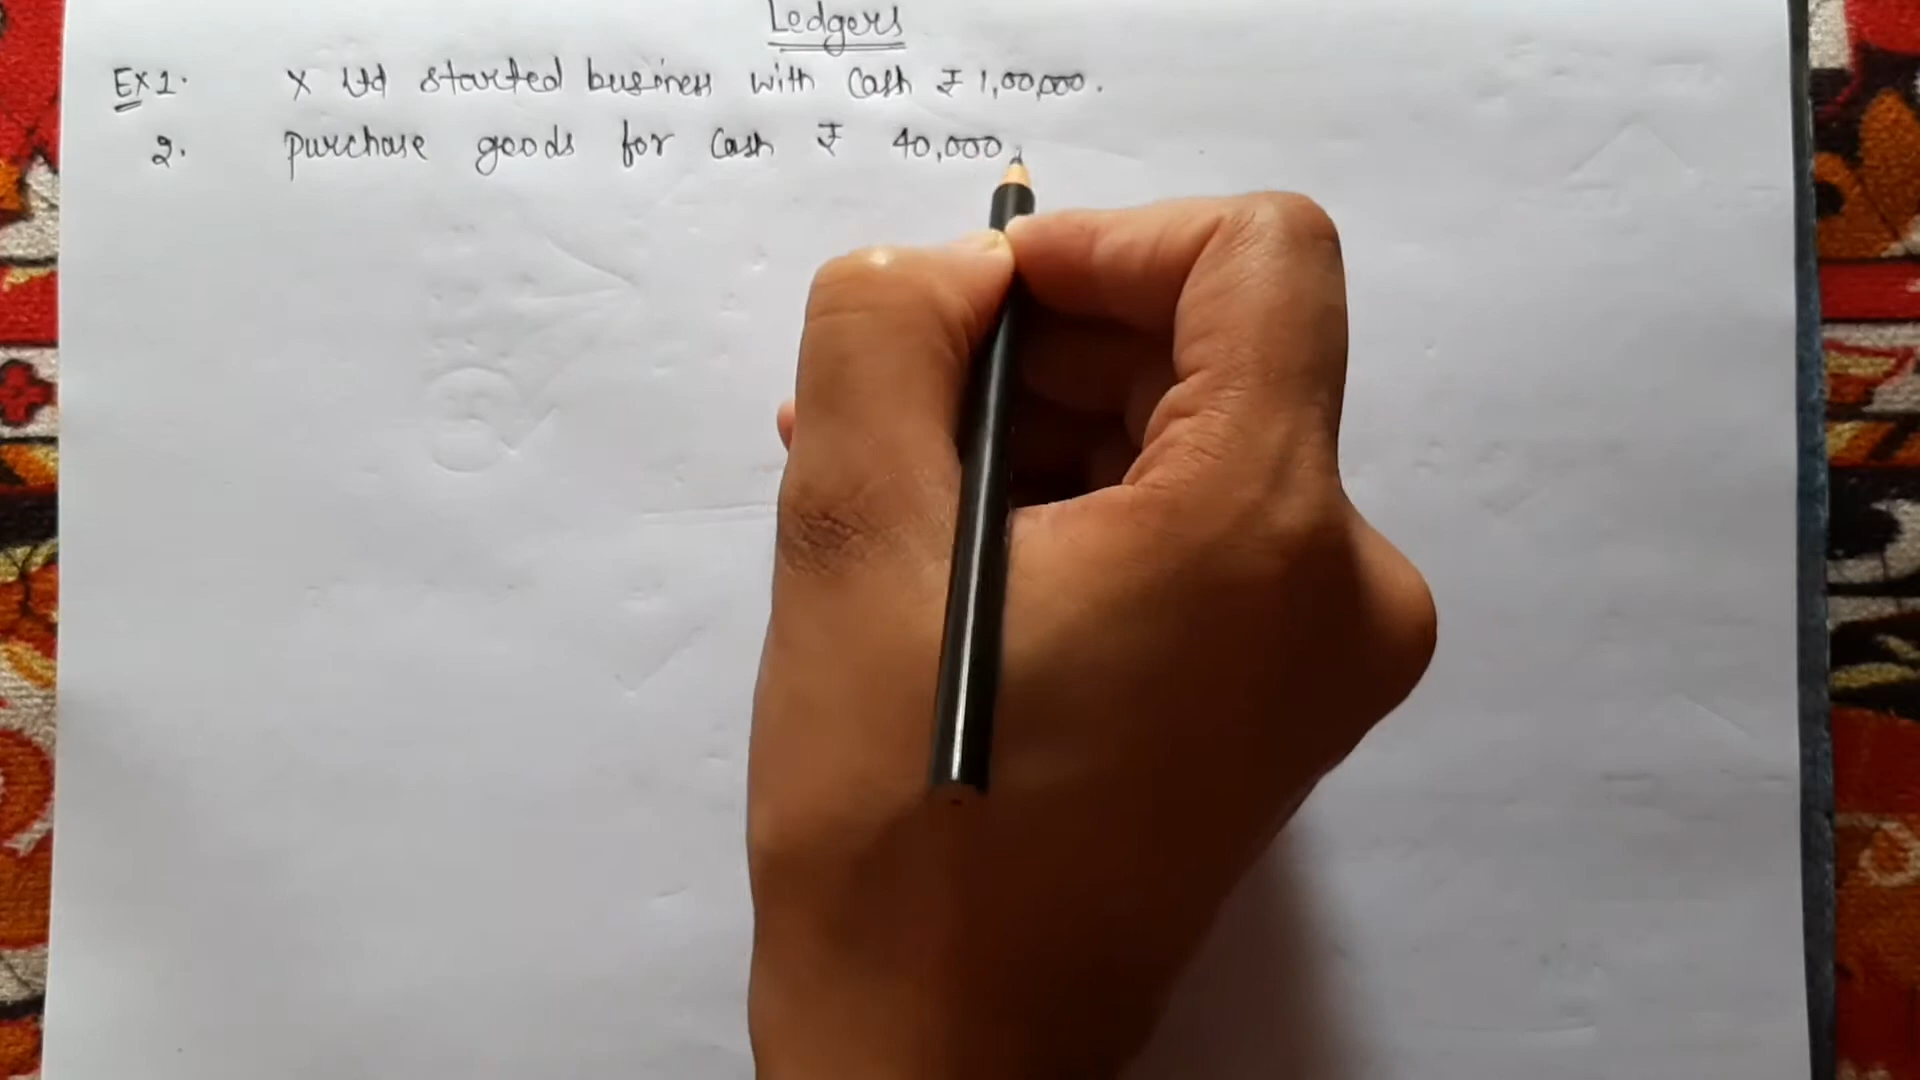 Ledgers
Ex 1. X Ltd started business with Cash ₹ 1,00,000.
2. purchase goods for Cash ₹ 40,000.